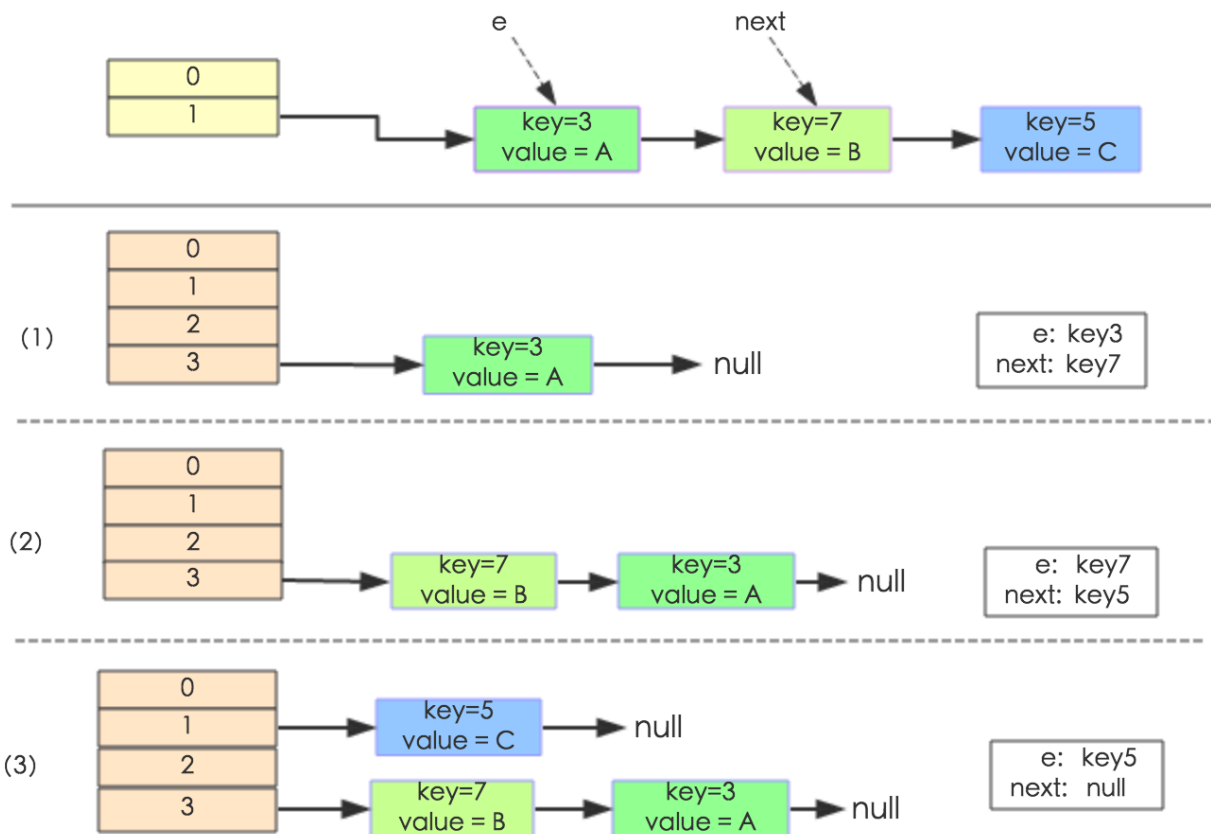 e
next
0
1
key=3
value = A
key=7
value = B
key=5
value = C
(1)
0
1
2
3
key=3
value = A
null
e: key3
next: key7
(2)
0
1
2
3
key=7
value = B
key=3
value = A
null
e: key7
next: key5
(3)
0
1
2
3
key=5
value = C
null
key=7
value = B
key=3
value = A
null
e: key5
next: null